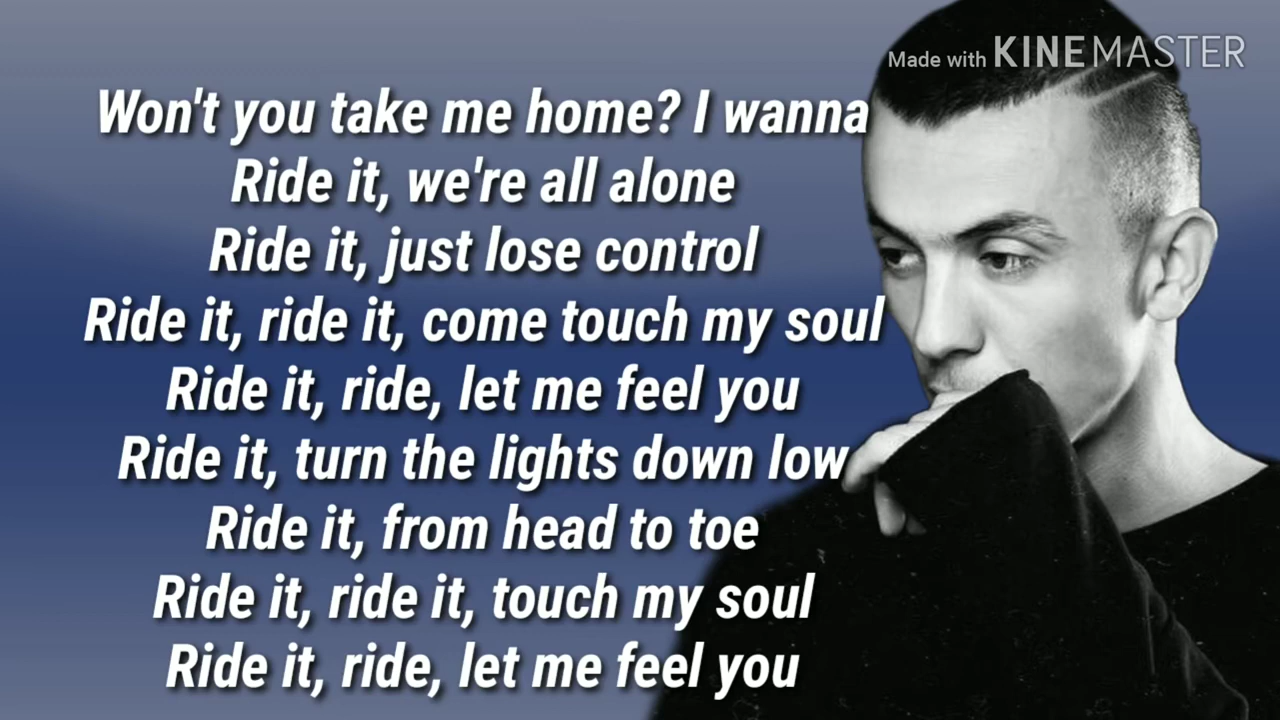 Made with KINEMASTER
Won't you take me home? I wanna
Ride it, we're all alone
Ride it, just lose control
Ride it, ride it, come touch my soul
Ride it, ride, let me feel you
Ride it, turn the lights down low
Ride it, from head to toe
Ride it, ride it, touch my soul
Ride it, ride, let me feel you